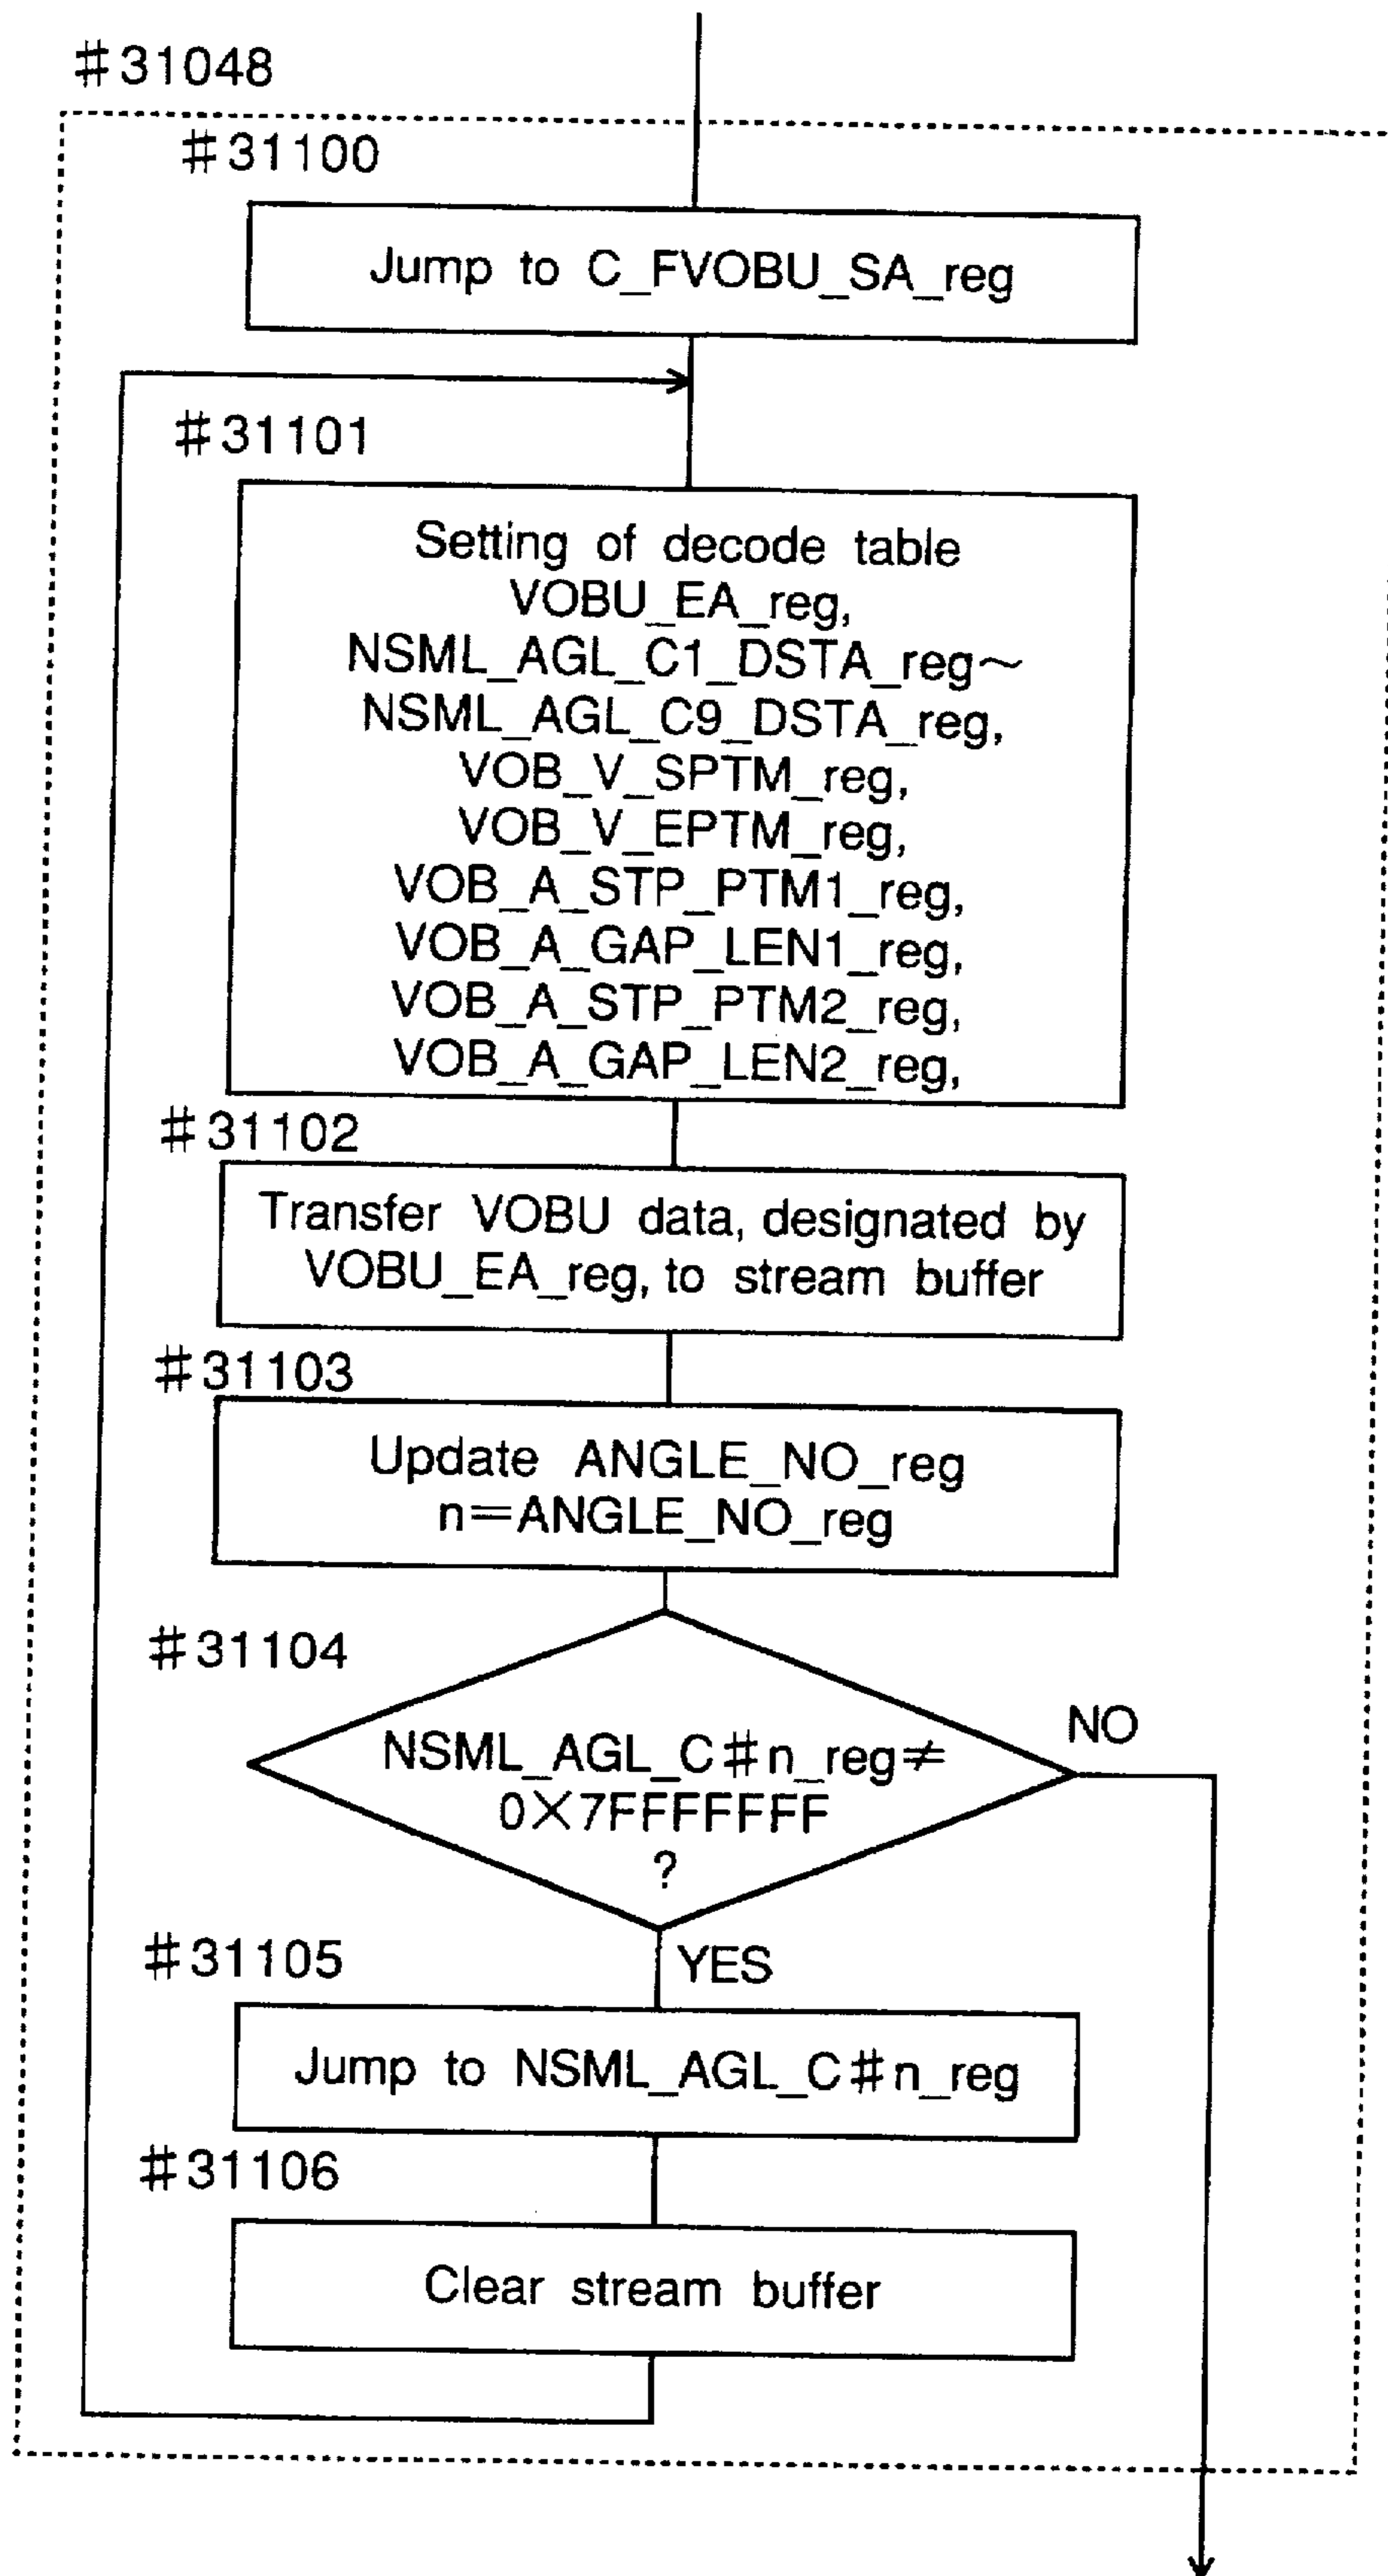 #31048
#31100
Jump to C_FVOBU_SA_reg
#31101
Setting of decode table
VOBU_EA_reg,
NSML_AGL_C1_DSTA_reg~
NSML_AGL_C9_DSTA_reg,
VOB_V_SPTM_reg,
VOB_V_EPTM_reg,
VOB_A_STP_PTM1_reg,
VOB_A_GAP_LEN1_reg,
VOB_A_STP_PTM2_reg,
VOB_A_GAP_LEN2_reg,
#31102
Transfer VOBU data, designated by
VOBU_EA_reg, to stream buffer
#31103
Update ANGLE_NO_reg
n=ANGLE_NO_reg
#31104
NSML_AGL_C#n_reg≠
0×7FFFFFFF
?
NO
YES
#31105
Jump to NSML_AGL_C#n_reg
#31106
Clear stream buffer